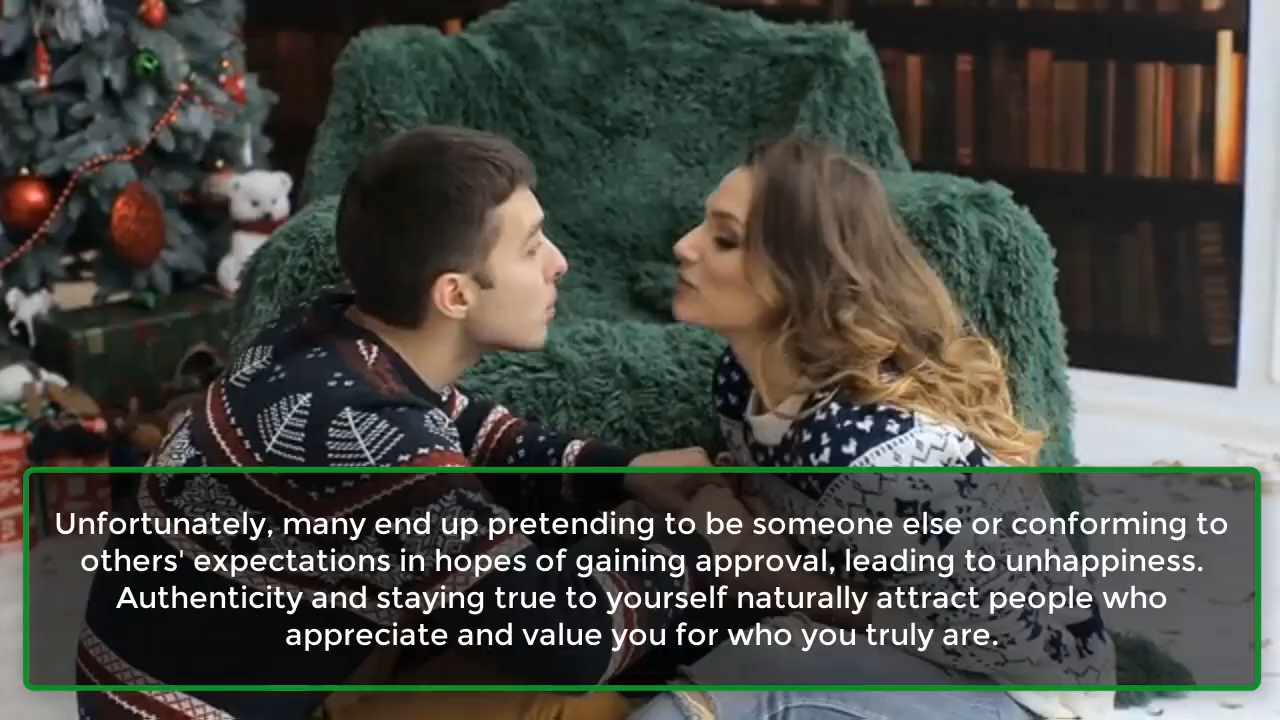 Unfortunately, many end up pretending to be someone else or conforming to
others' expectations in hopes of gaining approval, leading to unhappiness.
Authenticity and staying true to yourself naturally attract people who
appreciate and value you for who you truly are.